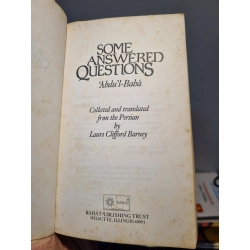 SOME
ANSWERED
QUESTIONS
'Abdu'l-Bahá
Collected and translated
from the Persian
by
Laura Clifford Barney
BAHÁ'Í PUBLISHING TRUST
WILMETTE, ILLINOIS 60091